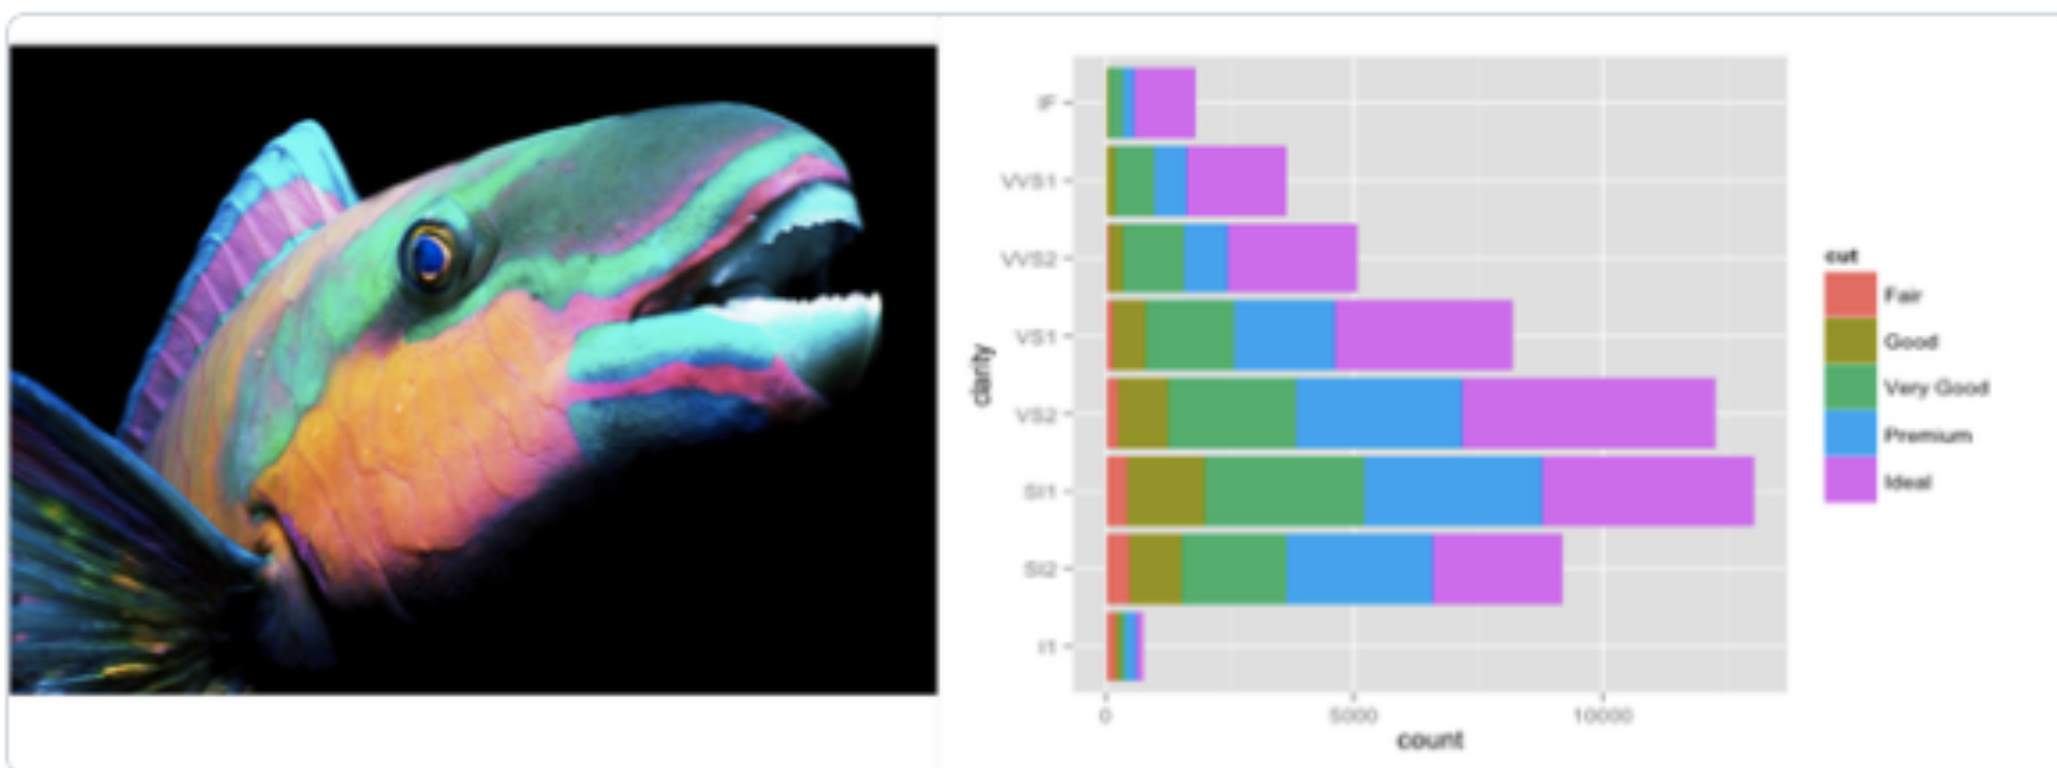 IF
VVS1
VVS2
VS1
VS2
SI1
SI2
I1
clarity
0 5000 10000
count
cut
Fair
Good
Very Good
Premium
Ideal